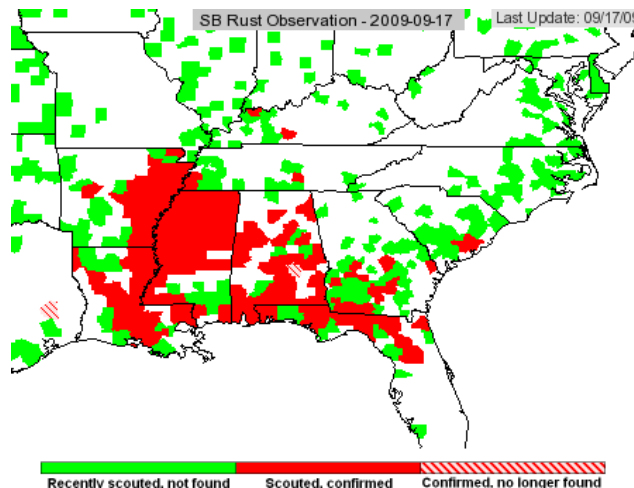 SB Rust Observation - 2009-09-17
Last Update: 09/17/09
Recently scouted, not found
Scouted, confirmed
Confirmed, no longer found